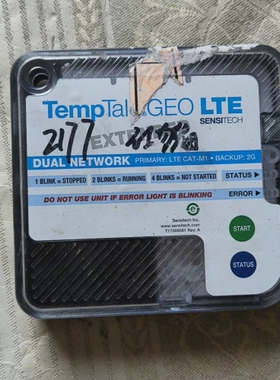 TempTale GEO LTE
SENSITECH
2177
EXTE
DUAL NETWORK PRIMARY: LTE CAT-M1 • BACKUP: 2G
1 BLINK = STOPPED 2 BLINKS = RUNNING 4 BLINKS = NOT STARTED STATUS
DO NOT USE UNIT IF ERROR LIGHT IS BLINKING ERROR
Sensitech Inc.
www.sensitech.com
START
STATUS